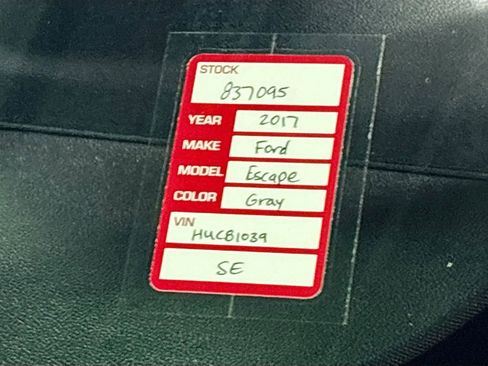 STOCK
837095
YEAR 2017
MAKE Ford
MODEL Escape
COLOR Gray
VIN
HUCB1039
SE